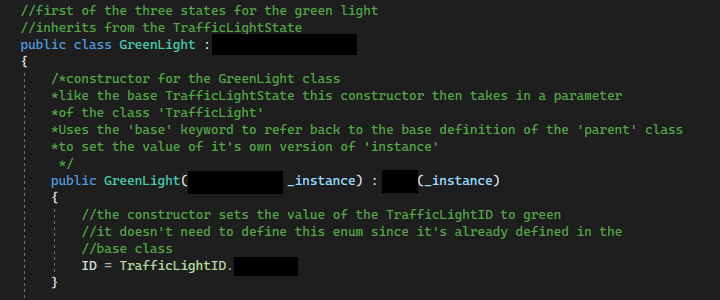 //first of the three states for the green light
//inherits from the TrafficLightState
public class GreenLight :
{
/*constructor for the GreenLight class
*like the base TrafficLightState this constructor then takes in a parameter
*of the class 'TrafficLight'
*Uses the 'base' keyword to refer back to the base definition of the 'parent' class
*to set the value of it's own version of 'instance'
*/
public GreenLight( _instance) : (_instance)
{
//the constructor sets the value of the TrafficLightID to green
//it doesn't need to define this enum since it's already defined in the
//base class
ID = TrafficLightID.
}